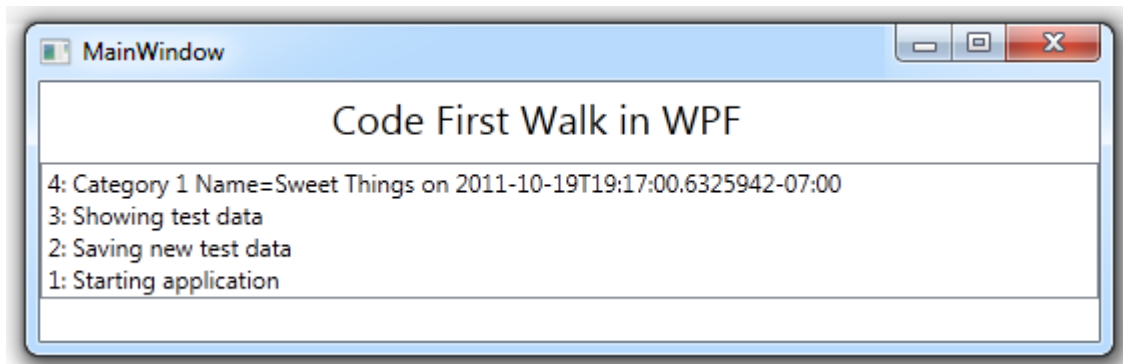 MainWindow
Code First Walk in WPF
4: Category 1 Name=Sweet Things on 2011-10-19T19:17:00.6325942-07:00
3: Showing test data
2: Saving new test data
1: Starting application